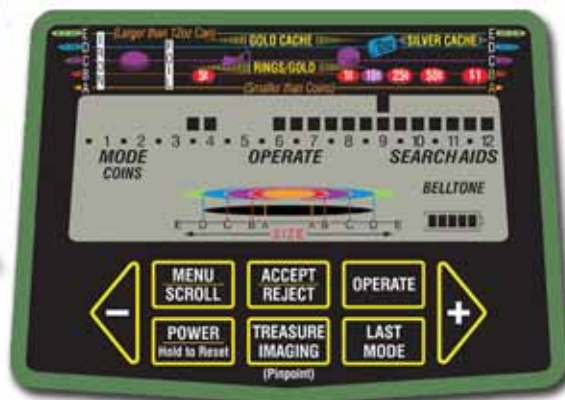 (Larger than 12oz Can)
GOLD CACHE
SILVER CACHE
RINGS/GOLD
5¢ 1¢ 10¢ 25¢ 50¢ $1
(Smaller than Coins)
E D C B A
E D C B A
• 1 • 2 • 3 • 4 • 5 • 6 • 7 • 8 • 9 • 10 • 11 • 12
MODE OPERATE SEARCH AIDS
COINS
BELLTONE
E D C B A A B C D E
SIZE
MENU SCROLL
ACCEPT REJECT
OPERATE
POWER Hold to Reset
TREASURE IMAGING
LAST MODE
(Pinpoint)
- +